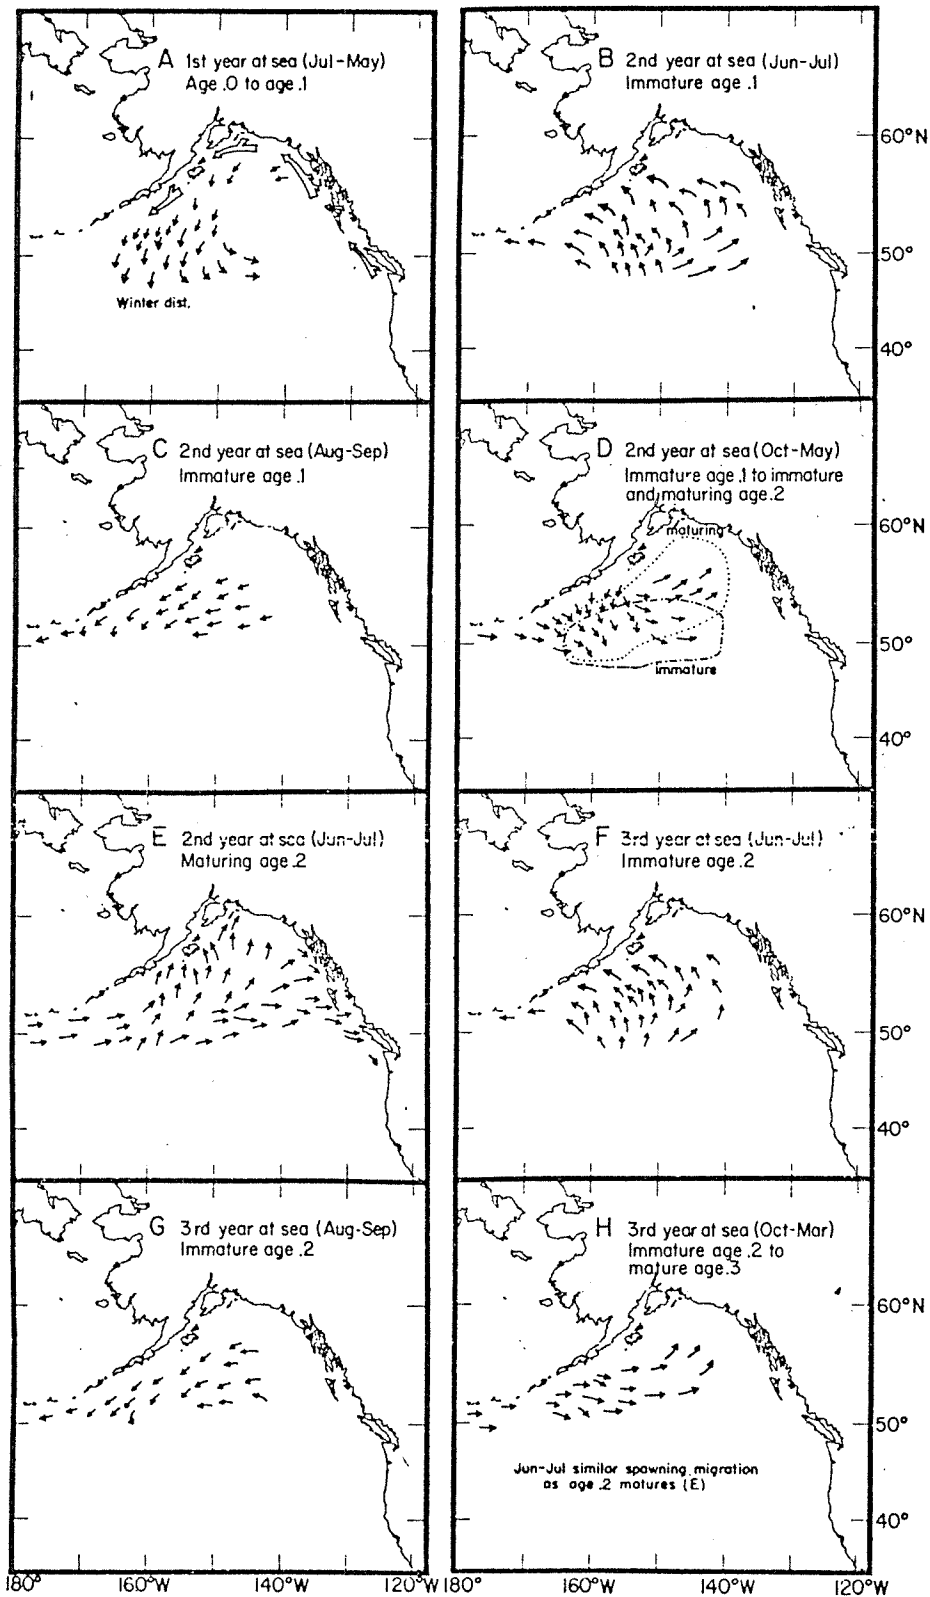 A 1st year at sea (Jul-May)
Age .0 to age .1
Winter dist.
B 2nd year at sea (Jun-Jul)
Immature age .1
60°N
50°
40°
C 2nd year at sea (Aug-Sep)
Immature age .1
D 2nd year at sea (Oct-May)
Immature age .1 to immature
and maturing age .2
maturing
immature
60°N
50°
40°
E 2nd year at sea (Jun-Jul)
Maturing age .2
F 3rd year at sea (Jun-Jul)
Immature age .2
60°N
50°
40°
G 3rd year at sea (Aug-Sep)
Immature age .2
H 3rd year at sea (Oct-Mar)
Immature age .2 to
mature age .3
Jun-Jul similar spawning migration
as age .2 matures (E)
60°N
50°
40°
180° 160°W 140°W 120°W 180° 160°W 140°W 120°W